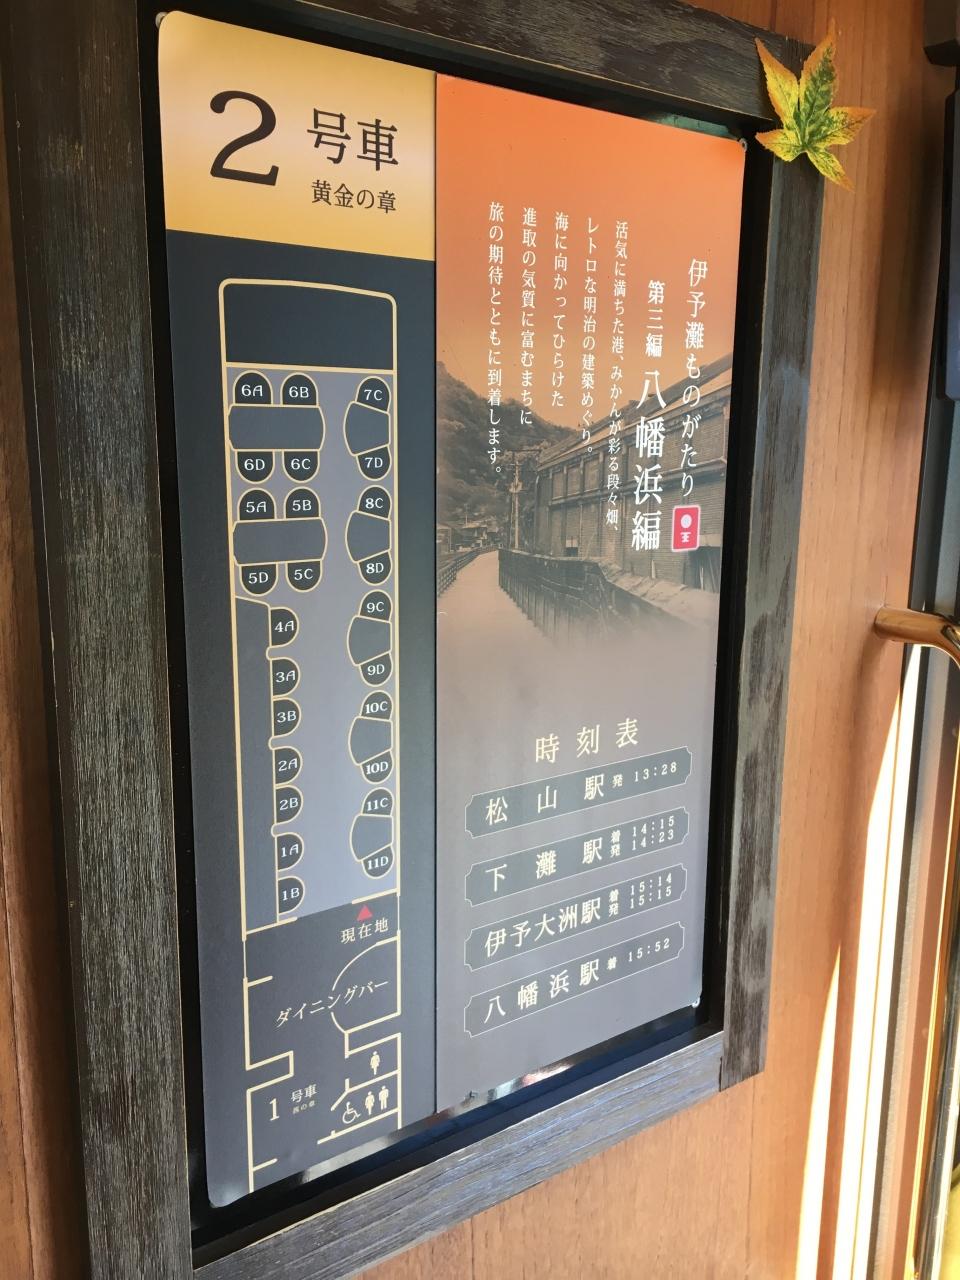 2 号車
黄金の章
6A 6B 7C
6D 6C 7D
5A 5B 8C
5D 5C 8D
4A 9C
3A 9D
3B 10C
2A 10D
2B 11C
1A 11D
1B
現在地
ダイニングバー
1 号車
茜の章
伊予灘ものがたり
第三編 八幡浜編
活気に満ちた港、みかんが彩る段々畑、
レトロな明治の建築めぐり。
海に向かってひらけた
進取の気質に富むまちに
旅の期待とともに到着します。
時刻表
松山駅 発 13:28
下灘駅 着 14:15
発 14:23
伊予大洲駅 着 15:14
発 15:15
八幡浜駅 着 15:52